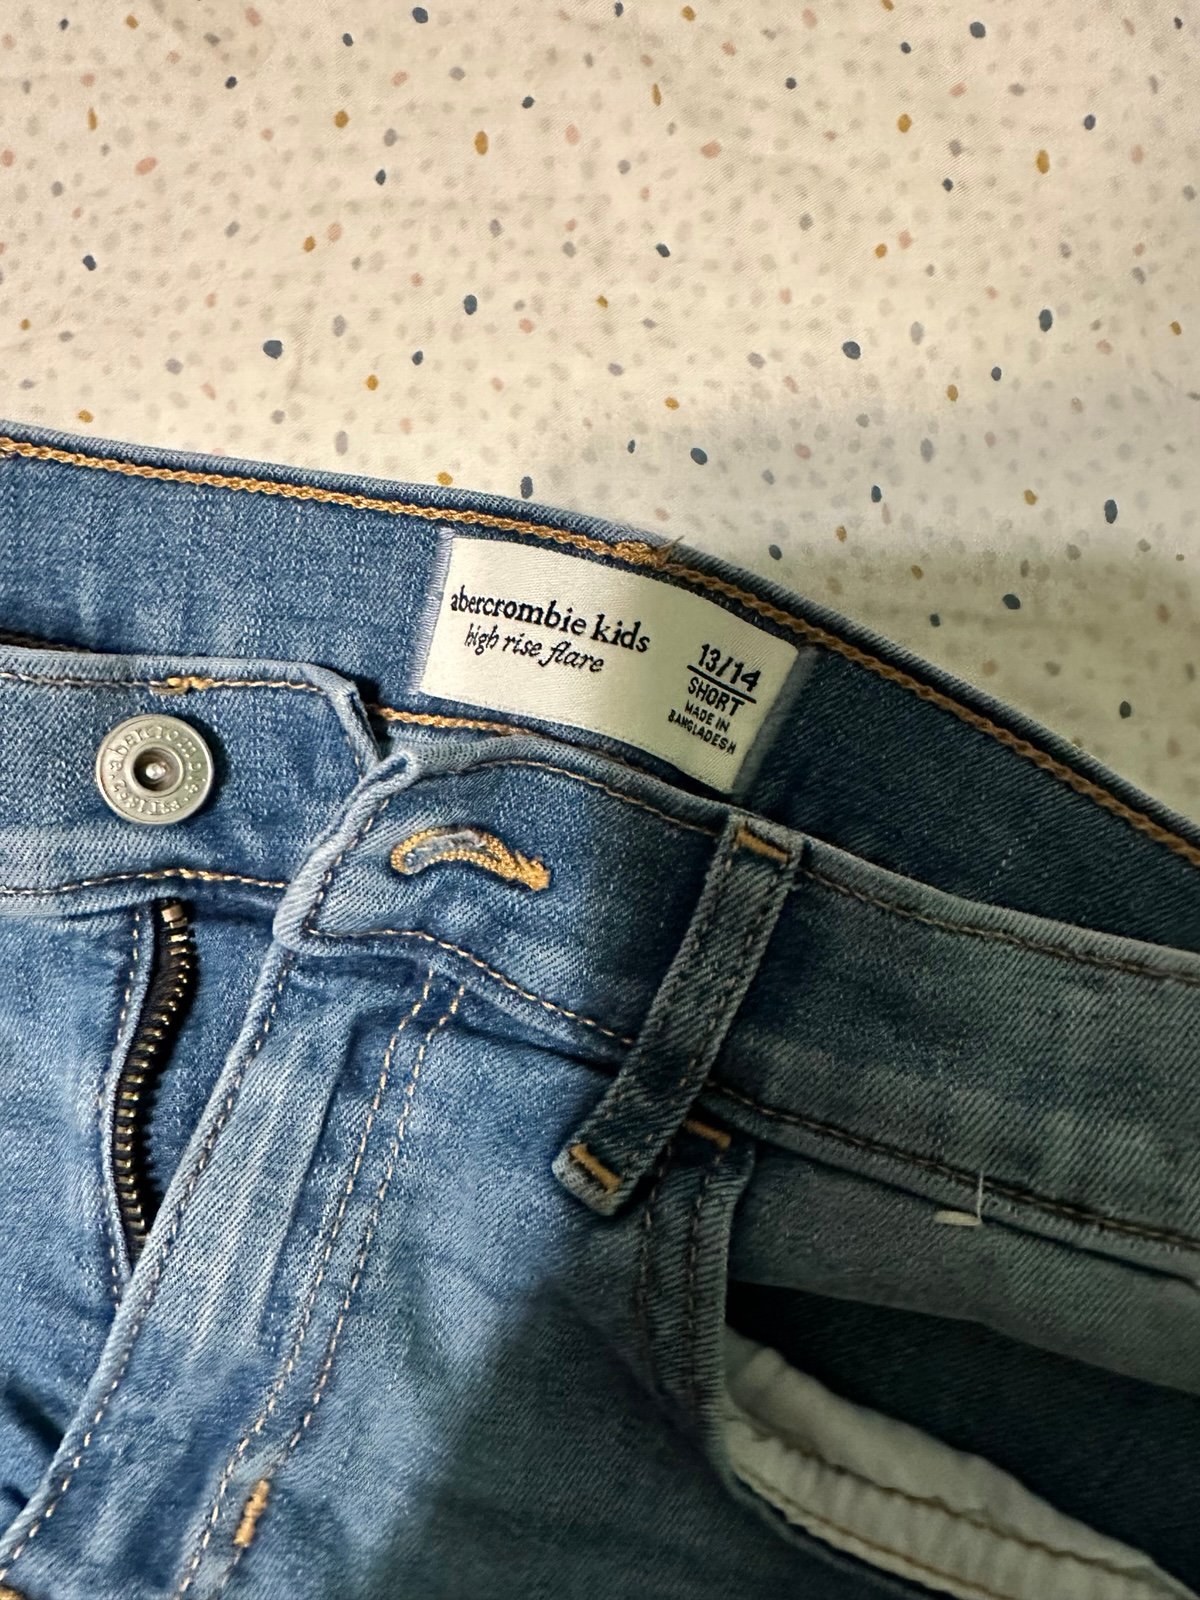 abercrombie kids
high rise flare
13/14
SHORT
MADE IN
BANGLADESH